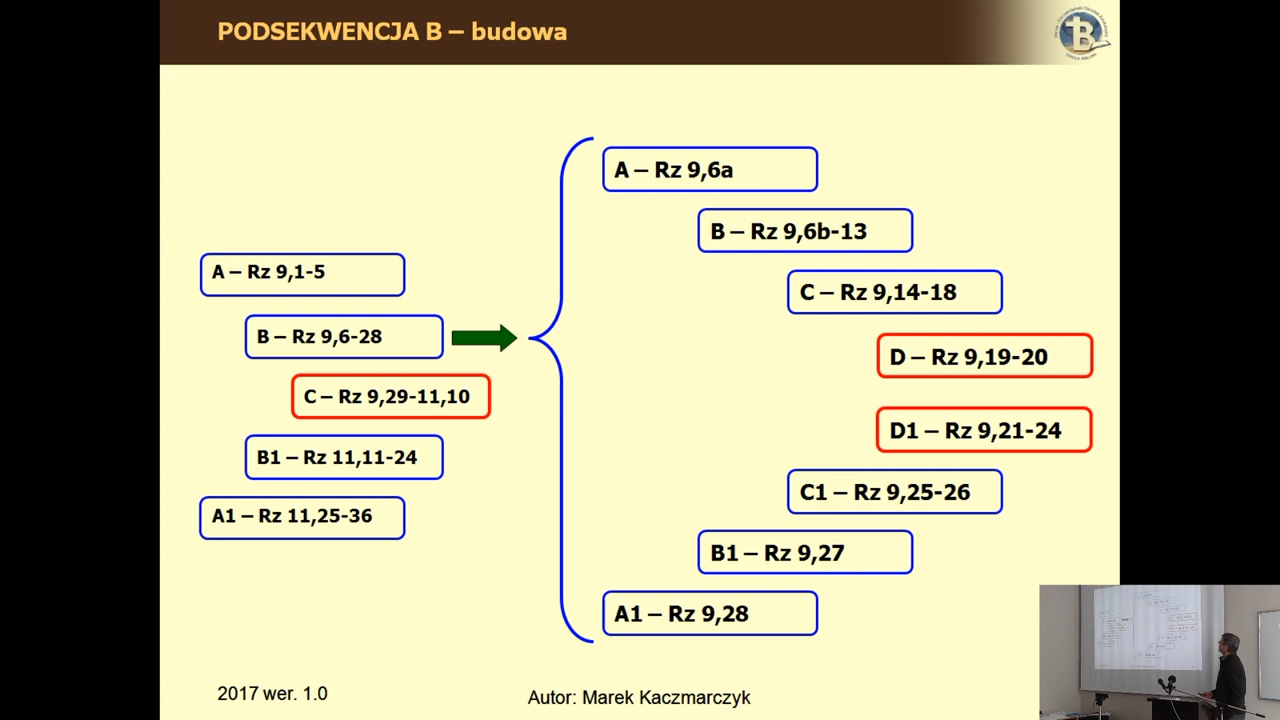 PODSEKWENCJA B – budowa
A – Rz 9,1-5
B – Rz 9,6-28
C – Rz 9,29-11,10
B1 – Rz 11,11-24
A1 – Rz 11,25-36
A – Rz 9,6a
B – Rz 9,6b-13
C – Rz 9,14-18
D – Rz 9,19-20
D1 – Rz 9,21-24
C1 – Rz 9,25-26
B1 – Rz 9,27
A1 – Rz 9,28
2017 wer. 1.0
Autor: Marek Kaczmarczyk